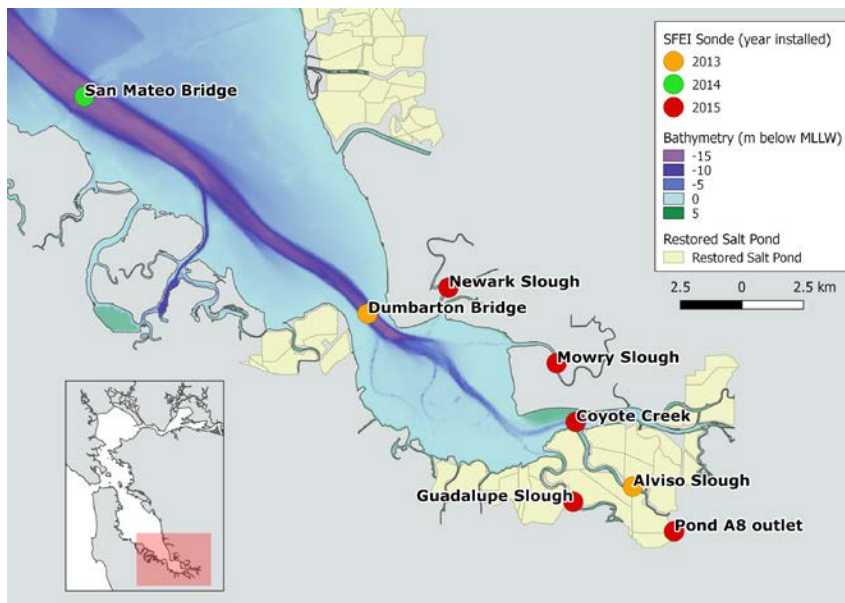 SFEI Sonde (year installed)
2013
2014
2015
Bathymetry (m below MLLW)
-15
-10
-5
0
5
Restored Salt Pond
Restored Salt Pond
2.5 0 2.5 km
San Mateo Bridge
Newark Slough
Dumbarton Bridge
Mowry Slough
Coyote Creek
Alviso Slough
Guadalupe Slough
Pond A8 outlet